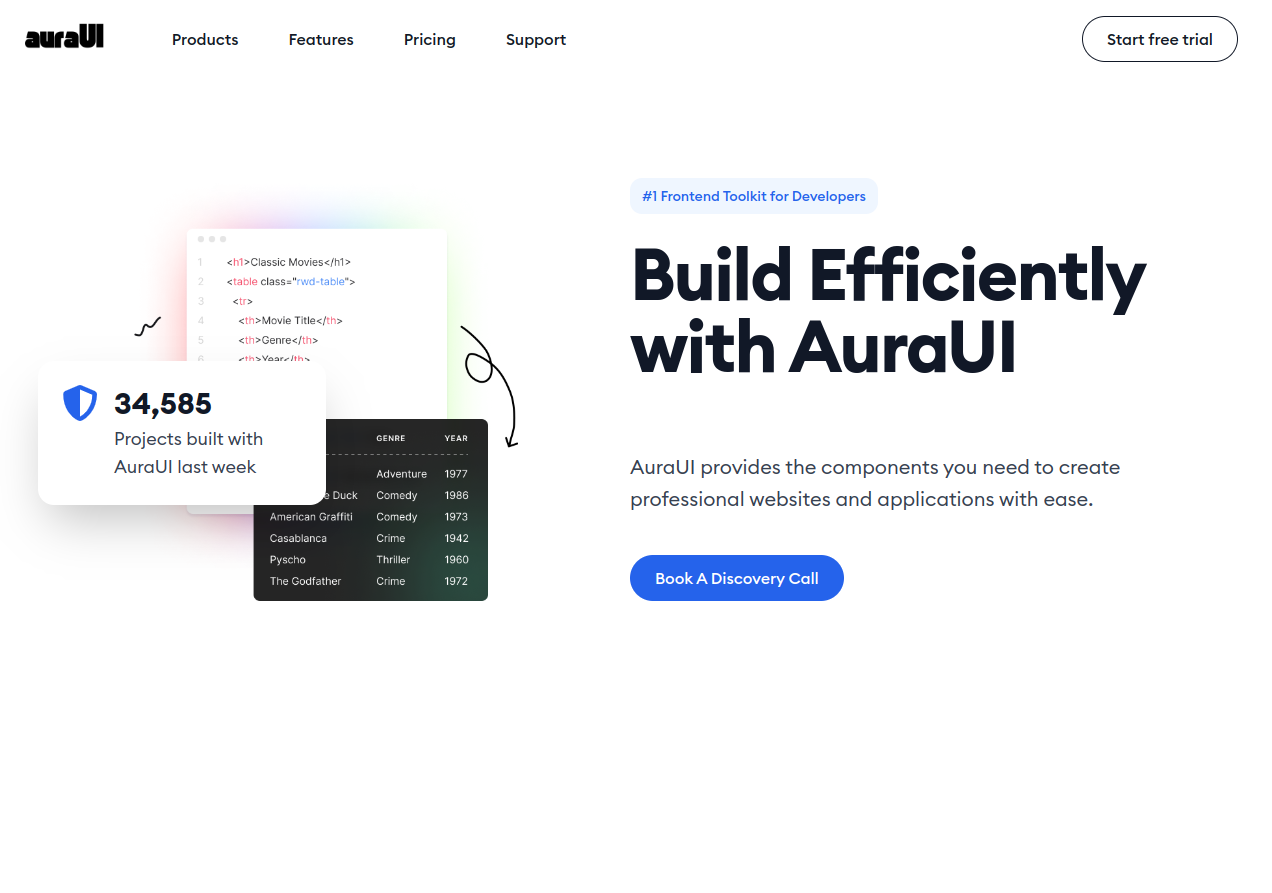 auraUI
Products
Features
Pricing
Support
Start free trial
1 <h1>Classic Movies</h1>
2 <table class="rwd-table">
3 <tr>
4 <th>Movie Title</th>
5 <th>Genre</th>
6 <th>Year</th>
34,585
Projects built with
AuraUI last week
GENRE YEAR
Adventure 1977
Duck Comedy 1986
American Graffiti Comedy 1973
Casablanca Crime 1942
Pyscho Thriller 1960
The Godfather Crime 1972
#1 Frontend Toolkit for Developers
Build Efficiently
with AuraUI
AuraUI provides the components you need to create
professional websites and applications with ease.
Book A Discovery Call